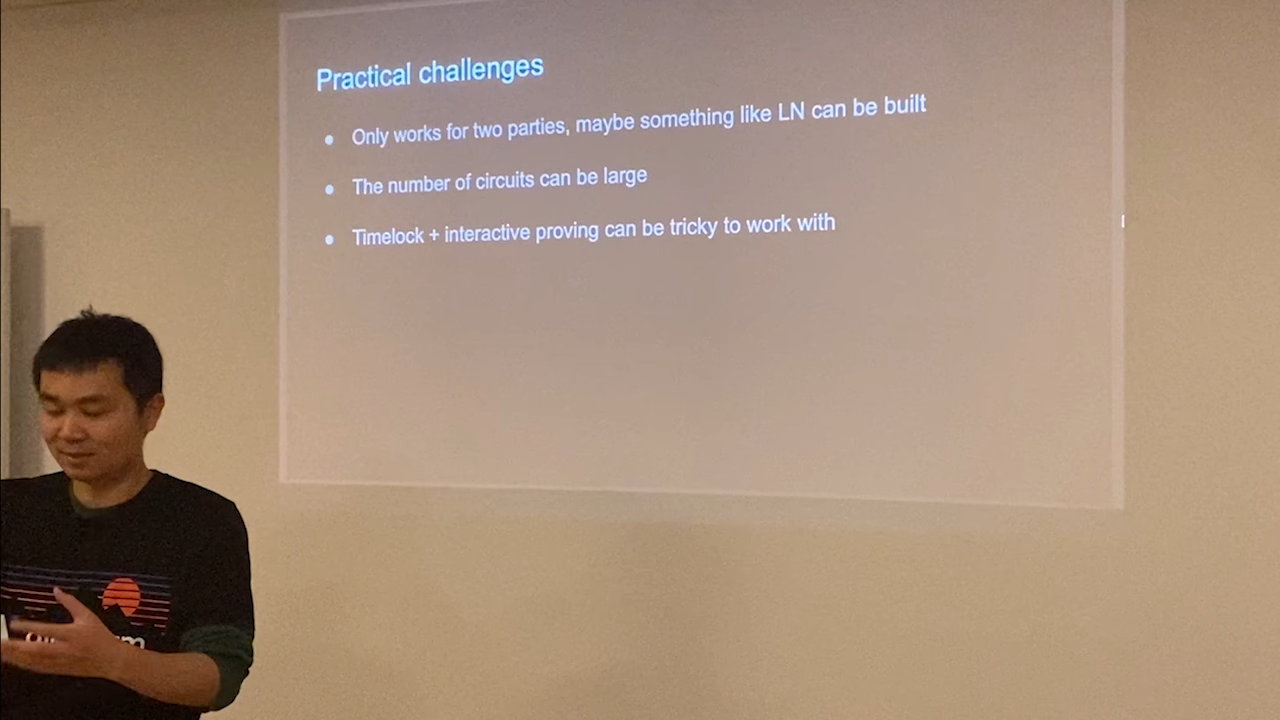 Practical challenges
● Only works for two parties, maybe something like LN can be built
● The number of circuits can be large
● Timelock + interactive proving can be tricky to work with